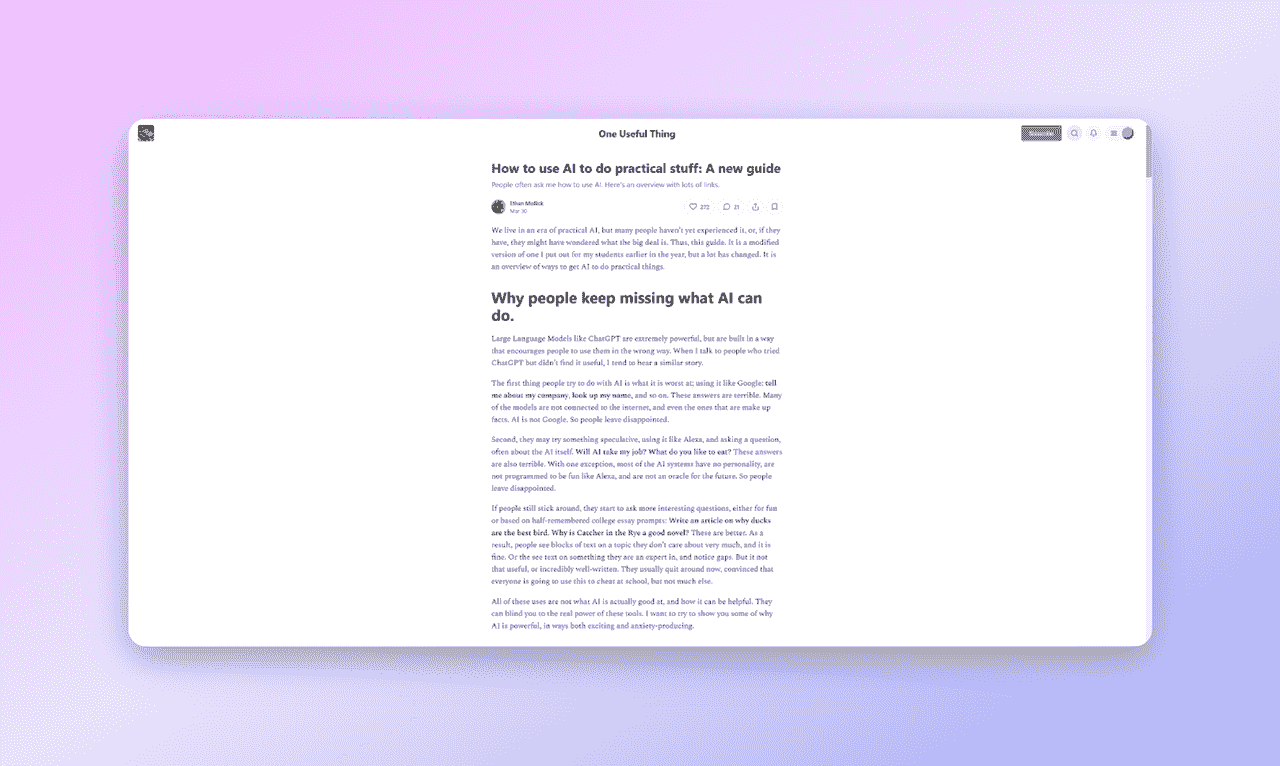 One Useful Thing
How to use AI to do practical stuff: A new guide
People often ask me how to use AI. Here's an overview with lots of links.
Ethan Mollick
Mar 30
272
21
We live in an era of practical AI, but many people haven't yet experienced it, or, if they
have, they might have wondered what the big deal is. Thus, this guide. It is a modified
version of one I put out for my students earlier in the year, but a lot has changed. It is
an overview of ways to get AI to do practical things.
Why people keep missing what AI can
do.
Large Language Models like ChatGPT are extremely powerful, but are built in a way
that encourages people to use them in the wrong way. When I talk to people who tried
ChatGPT but didn't find it useful, I tend to hear a similar story.
The first thing people try to do with AI is what it is worst at; using it like Google: tell
me about my company, look up my name, and so on. These answers are terrible. Many
of the models are not connected to the internet, and even the ones that are make up
facts. AI is not Google. So people leave disappointed.
Second, they may try something speculative, using it like Alexa, and asking a question,
often about the AI itself. Will AI take my job? What do you like to eat? These answers
are also terrible. With one exception, most of the AI systems have no personality, are
not programmed to be fun like Alexa, and are not an oracle for the future. So people
leave disappointed.
If people still stick around, they start to ask more interesting questions, either for fun
or based on half-remembered college essay prompts: Write an article on why ducks
are the best bird. Why is Catcher in the Rye a good novel? These are better. As a
result, people see blocks of text on a topic they don't care about very much, and it is
fine. Or the see text on something they are an expert in, and notice gaps. But it not
that useful, or incredibly well-written. They usually quit around now, convinced that
everyone is going to use this to cheat at school, but not much else.
All of these uses are not what AI is actually good at, and how it can be helpful. They
can blind you to the real power of these tools. I want to try to show you some of why
AI is powerful, in ways both exciting and anxiety-producing.